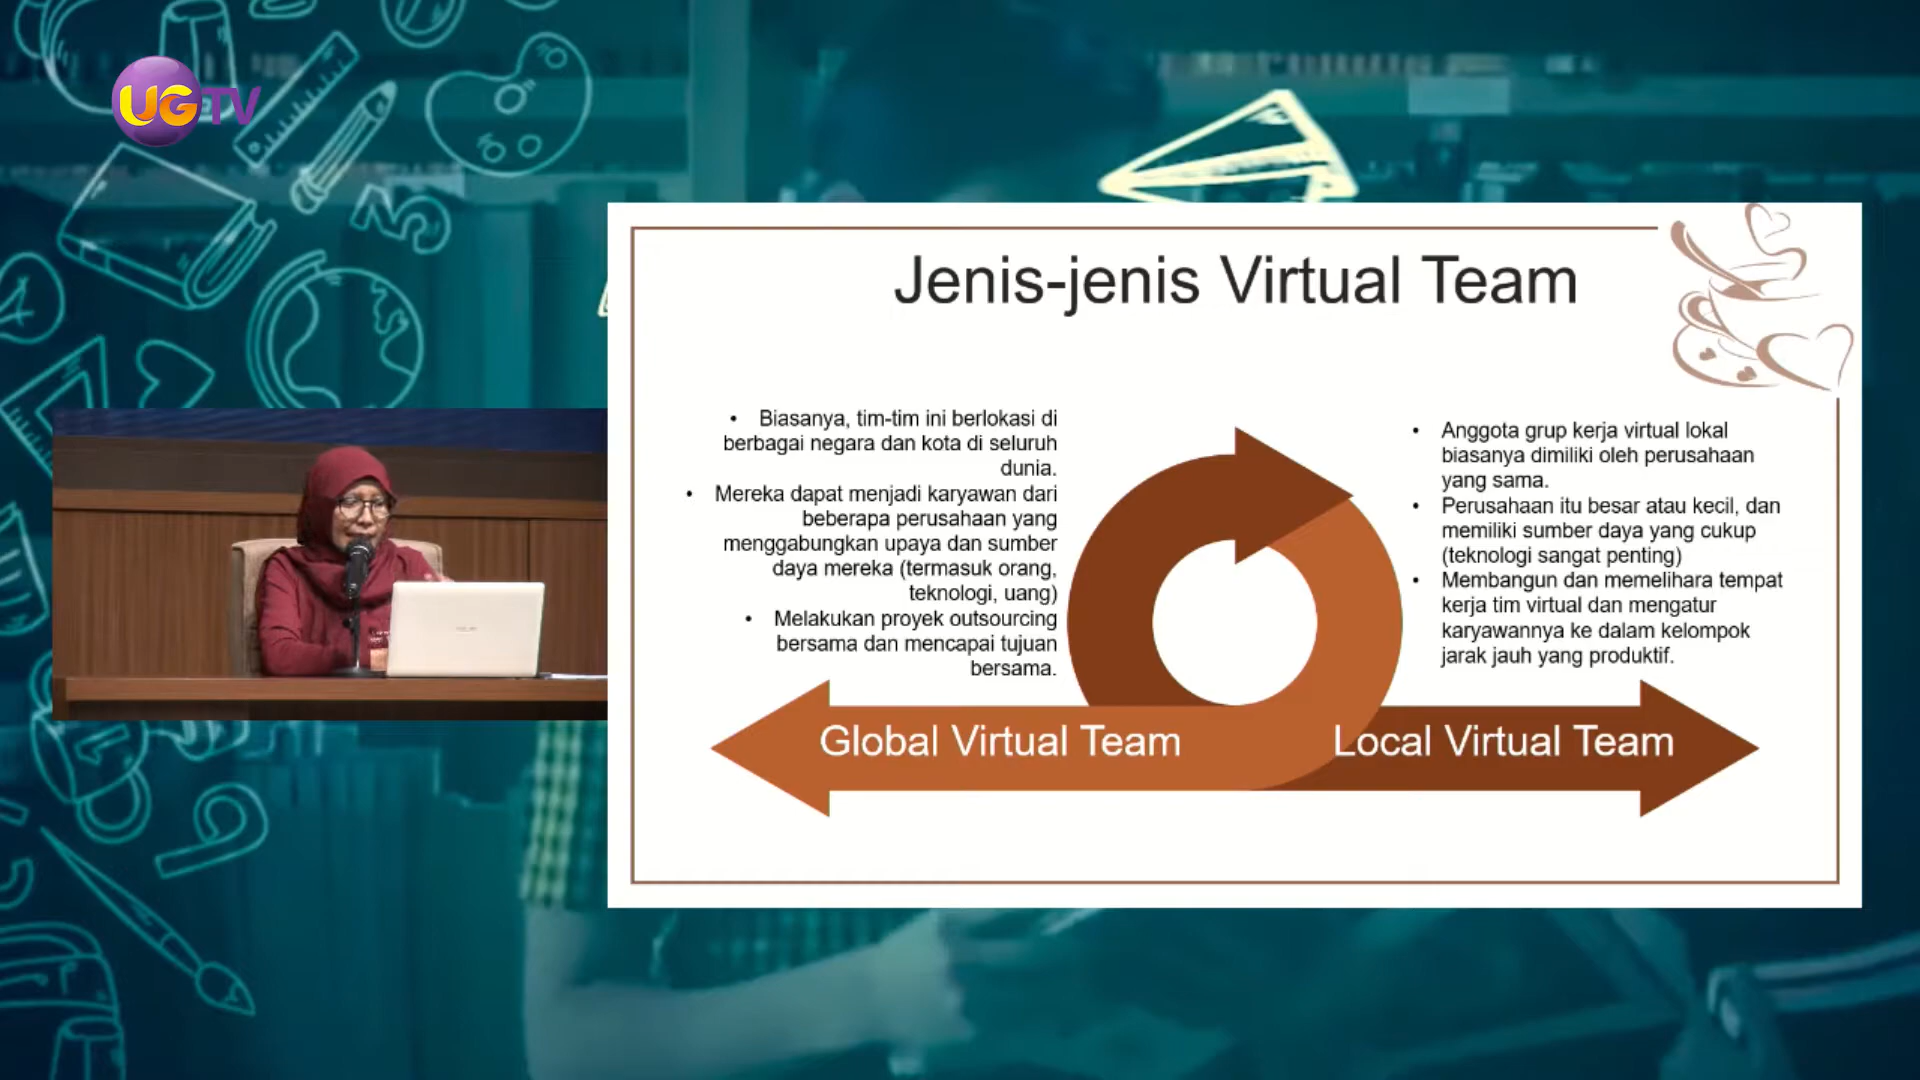 UGTV
Jenis-jenis Virtual Team
• Biasanya, tim-tim ini berlokasi di
berbagai negara dan kota di seluruh
dunia.
• Mereka dapat menjadi karyawan dari
beberapa perusahaan yang
menggabungkan upaya dan sumber
daya mereka (termasuk orang,
teknologi, uang)
• Melakukan proyek outsourcing
bersama dan mencapai tujuan
bersama.
• Anggota grup kerja virtual lokal
biasanya dimiliki oleh perusahaan
yang sama.
• Perusahaan itu besar atau kecil, dan
memiliki sumber daya yang cukup
(teknologi sangat penting)
• Membangun dan memelihara tempat
kerja tim virtual dan mengatur
karyawannya ke dalam kelompok
jarak jauh yang produktif.
Global Virtual Team
Local Virtual Team